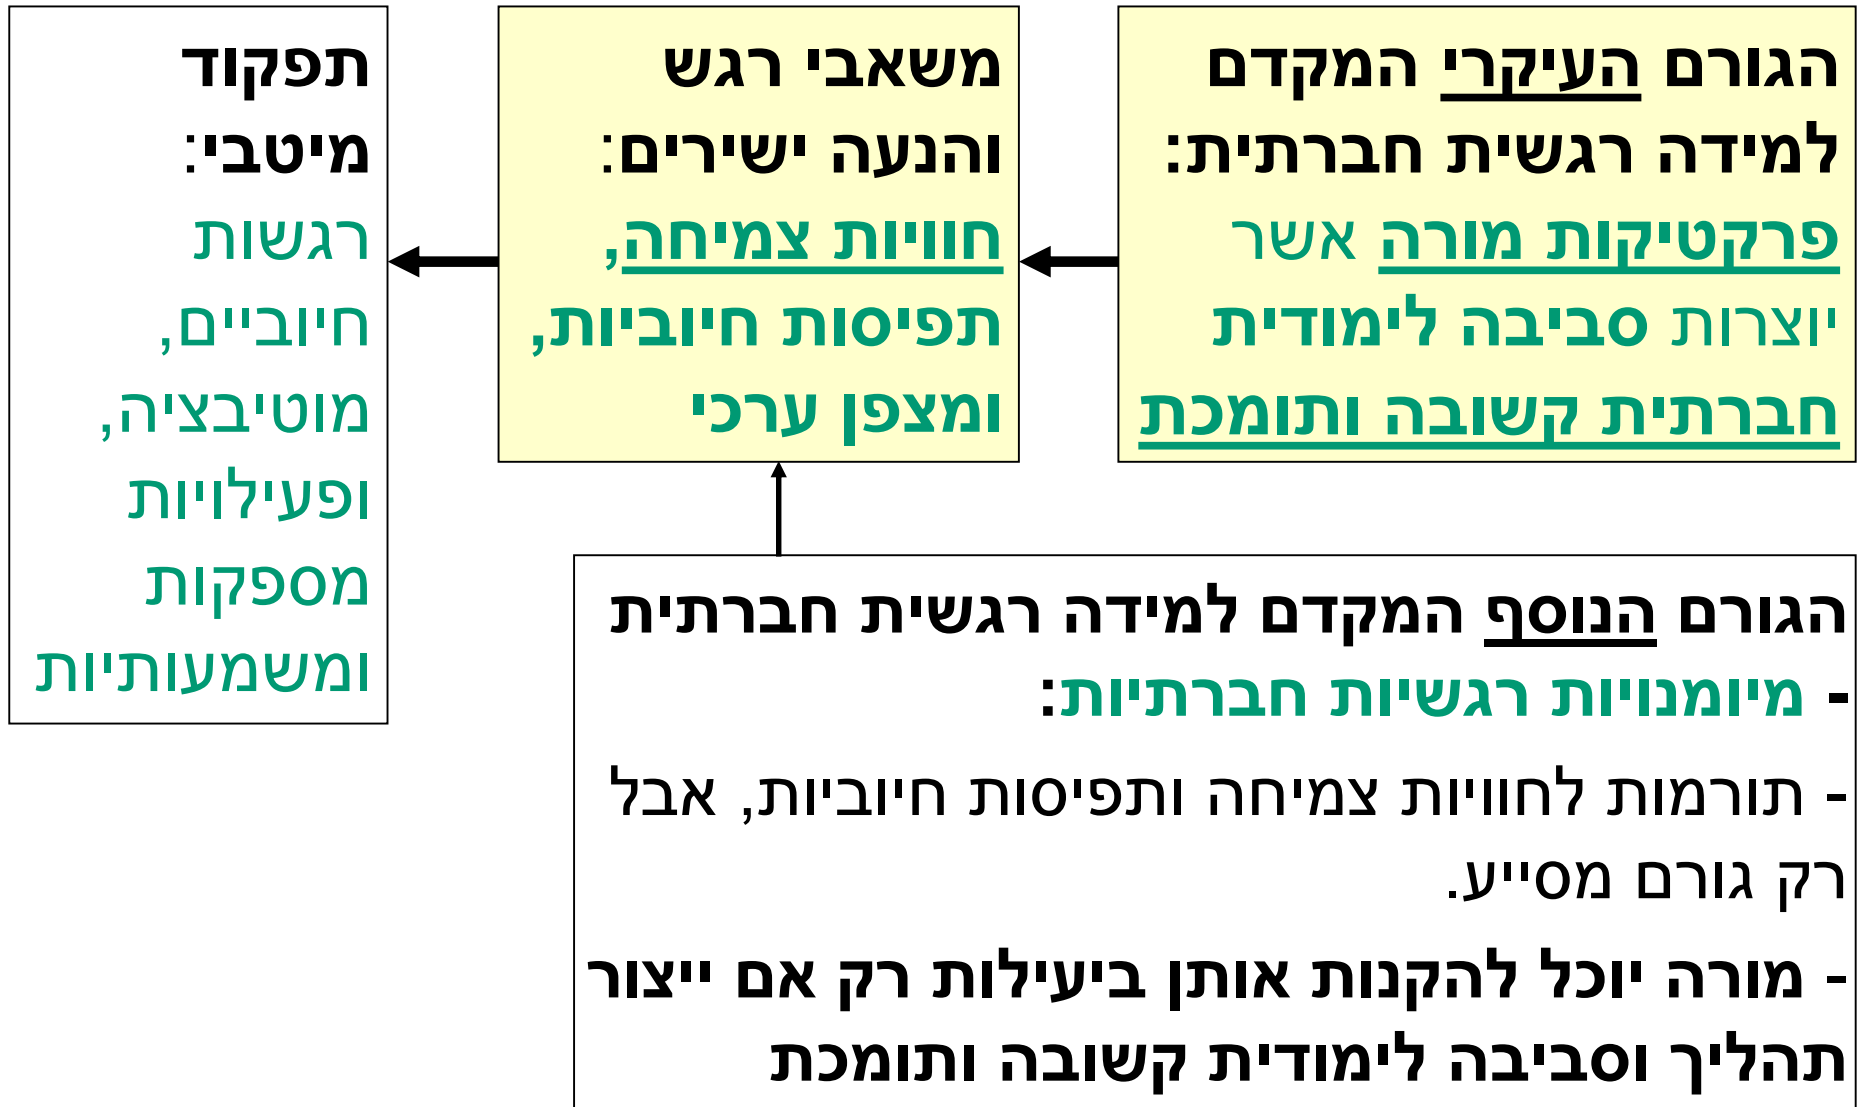 הגורם העיקרי המקדם
למידה רגשית חברתית:
פרקטיקות מורה אשר
יוצרות סביבה לימודית
חברתית קשובה ותומכת
משאבי רגש
והנעה ישירים:
חוויות צמיחה,
תפיסות חיוביות,
ומצפן ערכי
תפקוד
מיטבי:
רגשות
חיוביים,
מוטיבציה,
ופעילויות
מספקות
ומשמעותיות
הגורם הנוסף המקדם למידה רגשית חברתית
- מיומנויות רגשיות חברתיות:
- תורמות לחוויות צמיחה ותפיסות חיוביות, אבל
רק גורם מסייע.
- מורה יוכל להקנות אותן ביעילות רק אם ייצור
תהליך וסביבה לימודית קשובה ותומכת